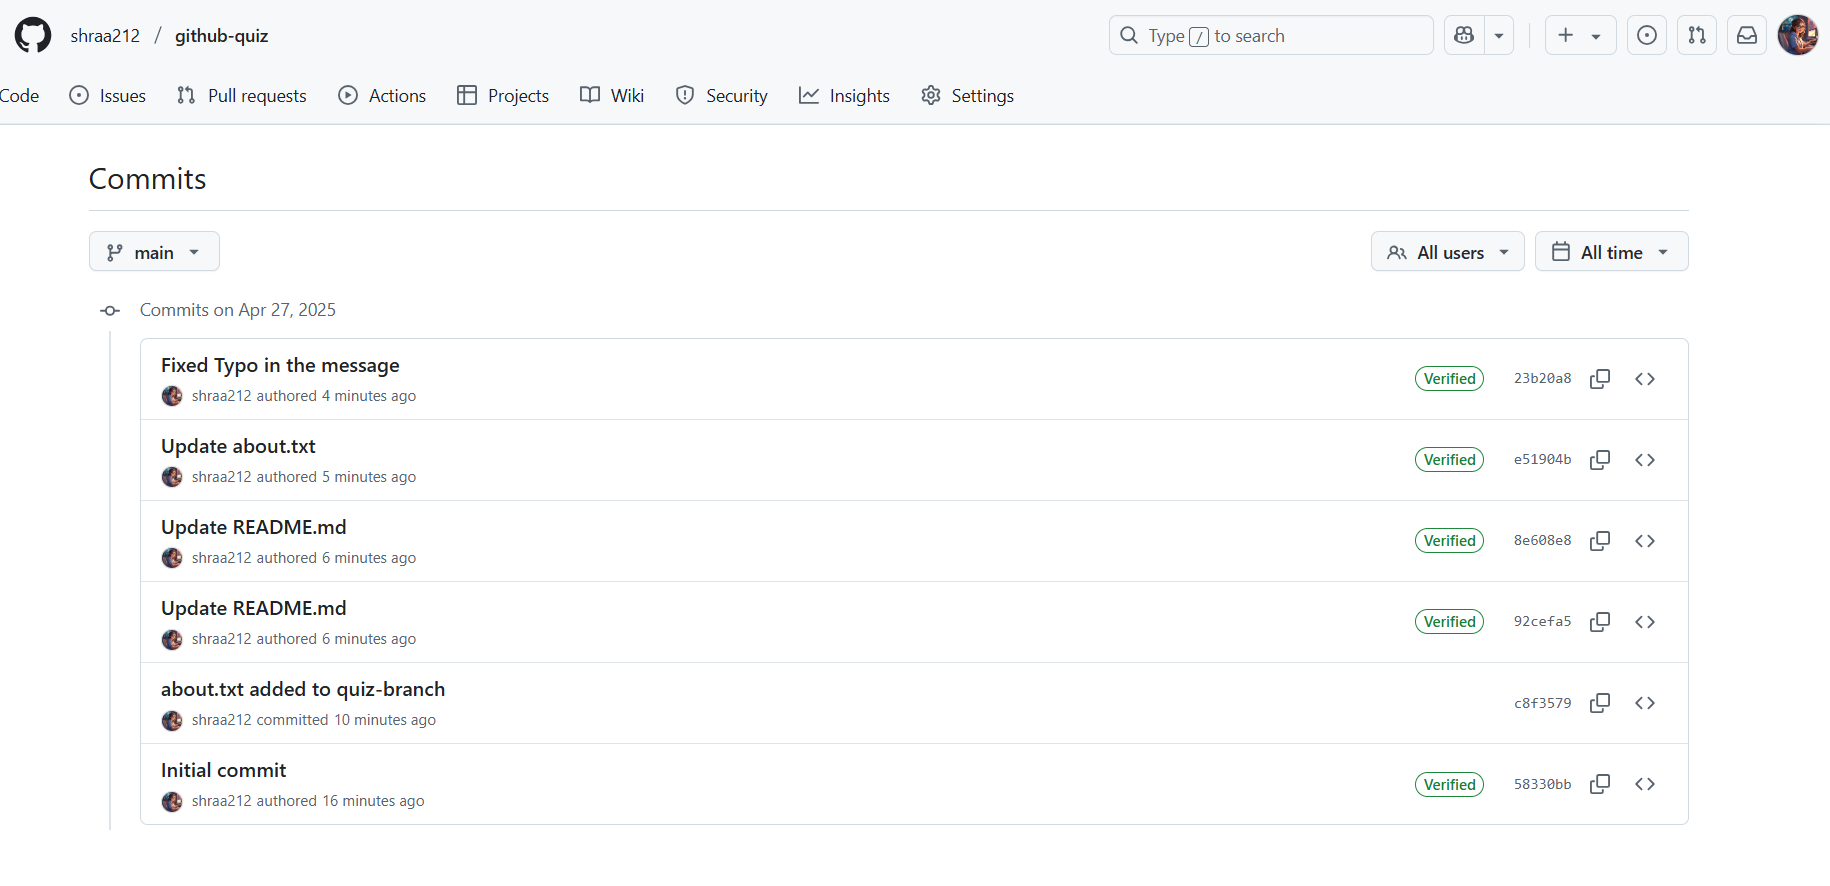 shraa212 / github-quiz
Type / to search
Code Issues Pull requests Actions Projects Wiki Security Insights Settings
Commits
main
All users All time
Commits on Apr 27, 2025
Fixed Typo in the message
shraa212 authored 4 minutes ago
Verified 23b20a8
Update about.txt
shraa212 authored 5 minutes ago
Verified e51904b
Update README.md
shraa212 authored 6 minutes ago
Verified 8e608e8
Update README.md
shraa212 authored 6 minutes ago
Verified 92cefa5
about.txt added to quiz-branch
shraa212 committed 10 minutes ago
c8f3579
Initial commit
shraa212 authored 16 minutes ago
Verified 58330bb